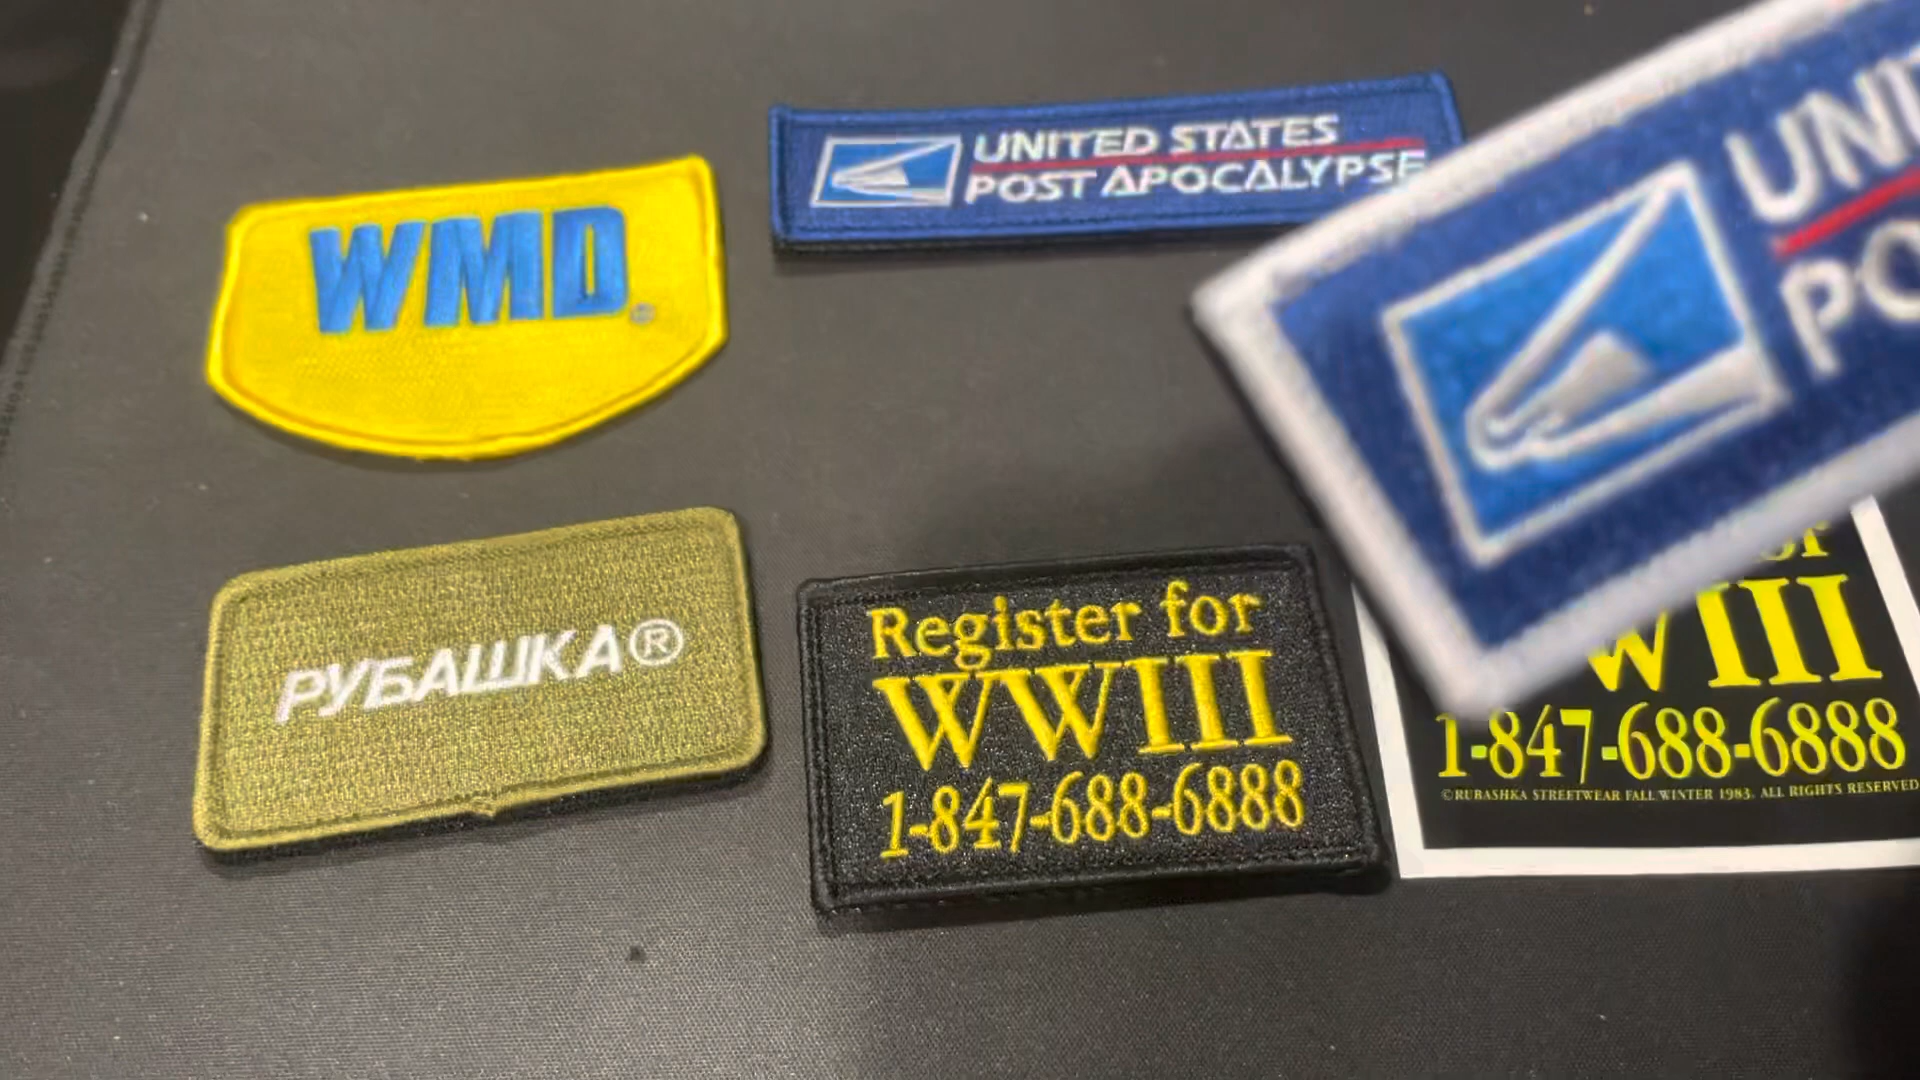 WMD
UNITED STATES
POST APOCALYPSE
UNI
PO
РУБАШКА®
Register for
WWIII
1-847-688-6888
WIII
1-847-688-6888
©RUBASHKA STREETWEAR FALL/WINTER 1983. ALL RIGHTS RESERVED